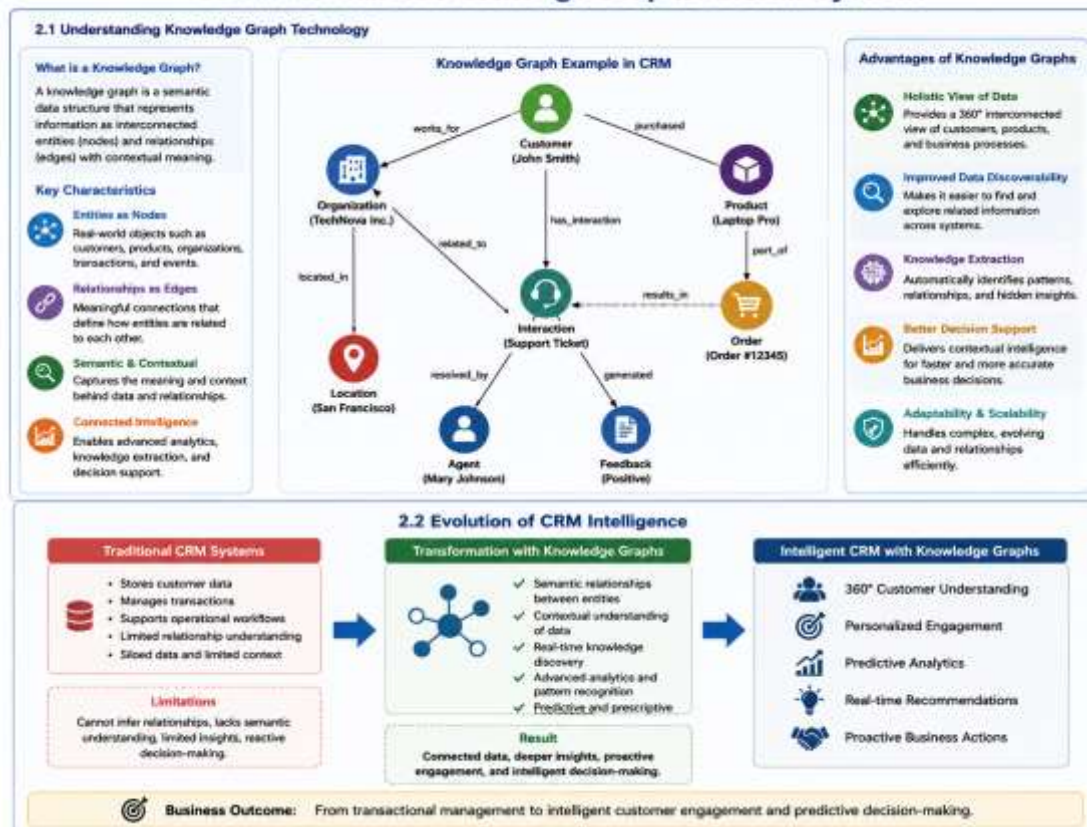 2.1 Understanding Knowledge Graph Technology
What is a Knowledge Graph?
A knowledge graph is a semantic
data structure that represents
information as interconnected
entities (nodes) and relationships
(edges) with contextual meaning.
Key Characteristics
Entities as Nodes
Real-world objects such as
customers, products, organizations,
transactions, and events.
Relationships as Edges
Meaningful connections that
define how entities are related
to each other.
Semantic & Contextual
Captures the meaning and context
behind data and relationships.
Connected Intelligence
Enables advanced analytics,
knowledge extraction, and
decision support.
Knowledge Graph Example in CRM
works_for
purchased
Customer
(John Smith)
Organization
(TechNova Inc.)
Product
(Laptop Pro)
has_interaction
related_to
part_of
located_in
results_in
Interaction
(Support Ticket)
Order
(Order #12345)
resolved_by
generated
Location
(San Francisco)
Agent
(Mary Johnson)
Feedback
(Positive)
Advantages of Knowledge Graphs
Holistic View of Data
Provides a 360° interconnected
view of customers, products,
and business processes.
Improved Data Discoverability
Makes it easier to find and
explore related information
across systems.
Knowledge Extraction
Automatically identifies patterns,
relationships, and hidden insights.
Better Decision Support
Delivers contextual intelligence
for faster and more accurate
business decisions.
Adaptability & Scalability
Handles complex, evolving
data and relationships
efficiently.
2.2 Evolution of CRM Intelligence
Traditional CRM Systems
• Stores customer data
• Manages transactions
• Supports operational workflows
• Limited relationship understanding
• Siloed data and limited context
Limitations
Cannot infer relationships, lacks semantic
understanding, limited insights, reactive
decision-making.
Transformation with Knowledge Graphs
✓ Semantic relationships
between entities
✓ Contextual understanding
of data
✓ Real-time knowledge
discovery
✓ Advanced analytics and
pattern recognition
✓ Predictive and prescriptive
Result
Connected data, deeper insights, proactive
engagement, and intelligent decision-making.
Intelligent CRM with Knowledge Graphs
360° Customer Understanding
Personalized Engagement
Predictive Analytics
Real-time Recommendations
Proactive Business Actions
Business Outcome: From transactional management to intelligent customer engagement and predictive decision-making.